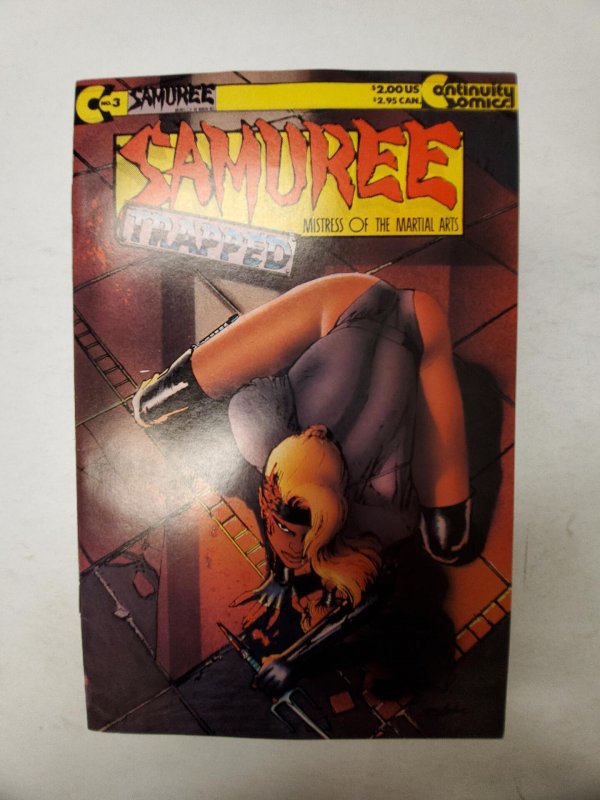 NO.3
SAMUREE
$2.00 US
$2.95 CAN.
Continuity Comics
SAMUREE
TRAPPED
MISTRESS OF THE MARTIAL ARTS